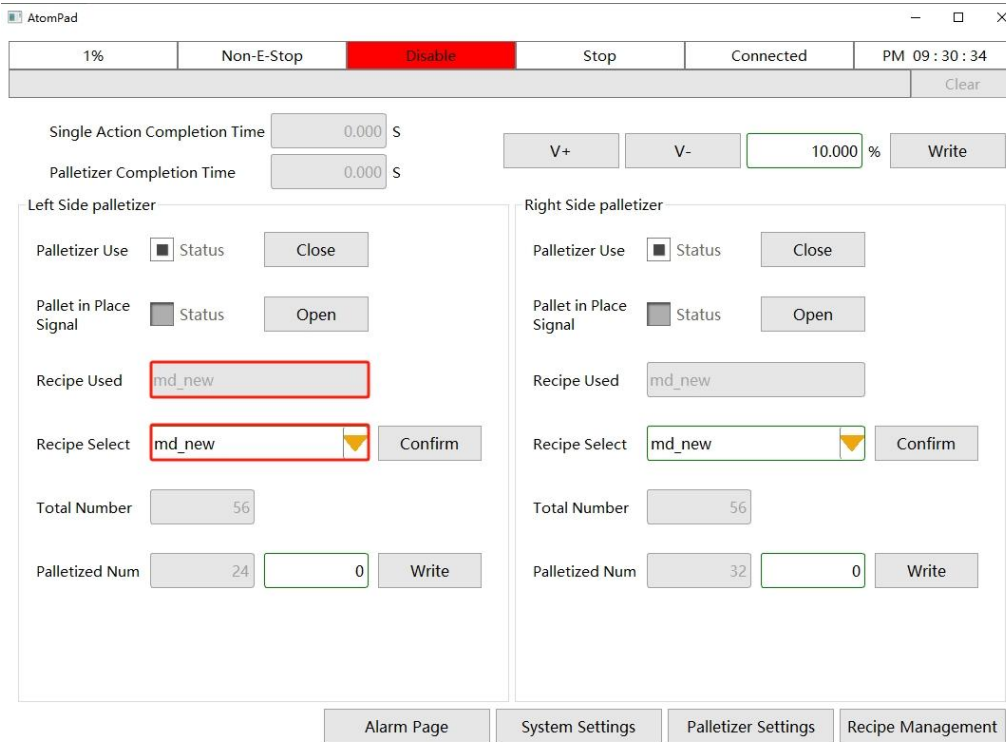 AtomPad
1% Non-E-Stop Disable Stop Connected PM 09 : 30 : 34
Clear
Single Action Completion Time 0.000 S
Palletizer Completion Time 0.000 S
V+ V- 10.000 % Write
Left Side palletizer
Palletizer Use Status Close
Pallet in Place
Signal
Status Open
Recipe Used md_new
Recipe Select md_new Confirm
Total Number 56
Palletized Num 24 0 Write
Right Side palletizer
Palletizer Use Status Close
Pallet in Place
Signal
Status Open
Recipe Used md_new
Recipe Select md_new Confirm
Total Number 56
Palletized Num 32 0 Write
Alarm Page System Settings Palletizer Settings Recipe Management